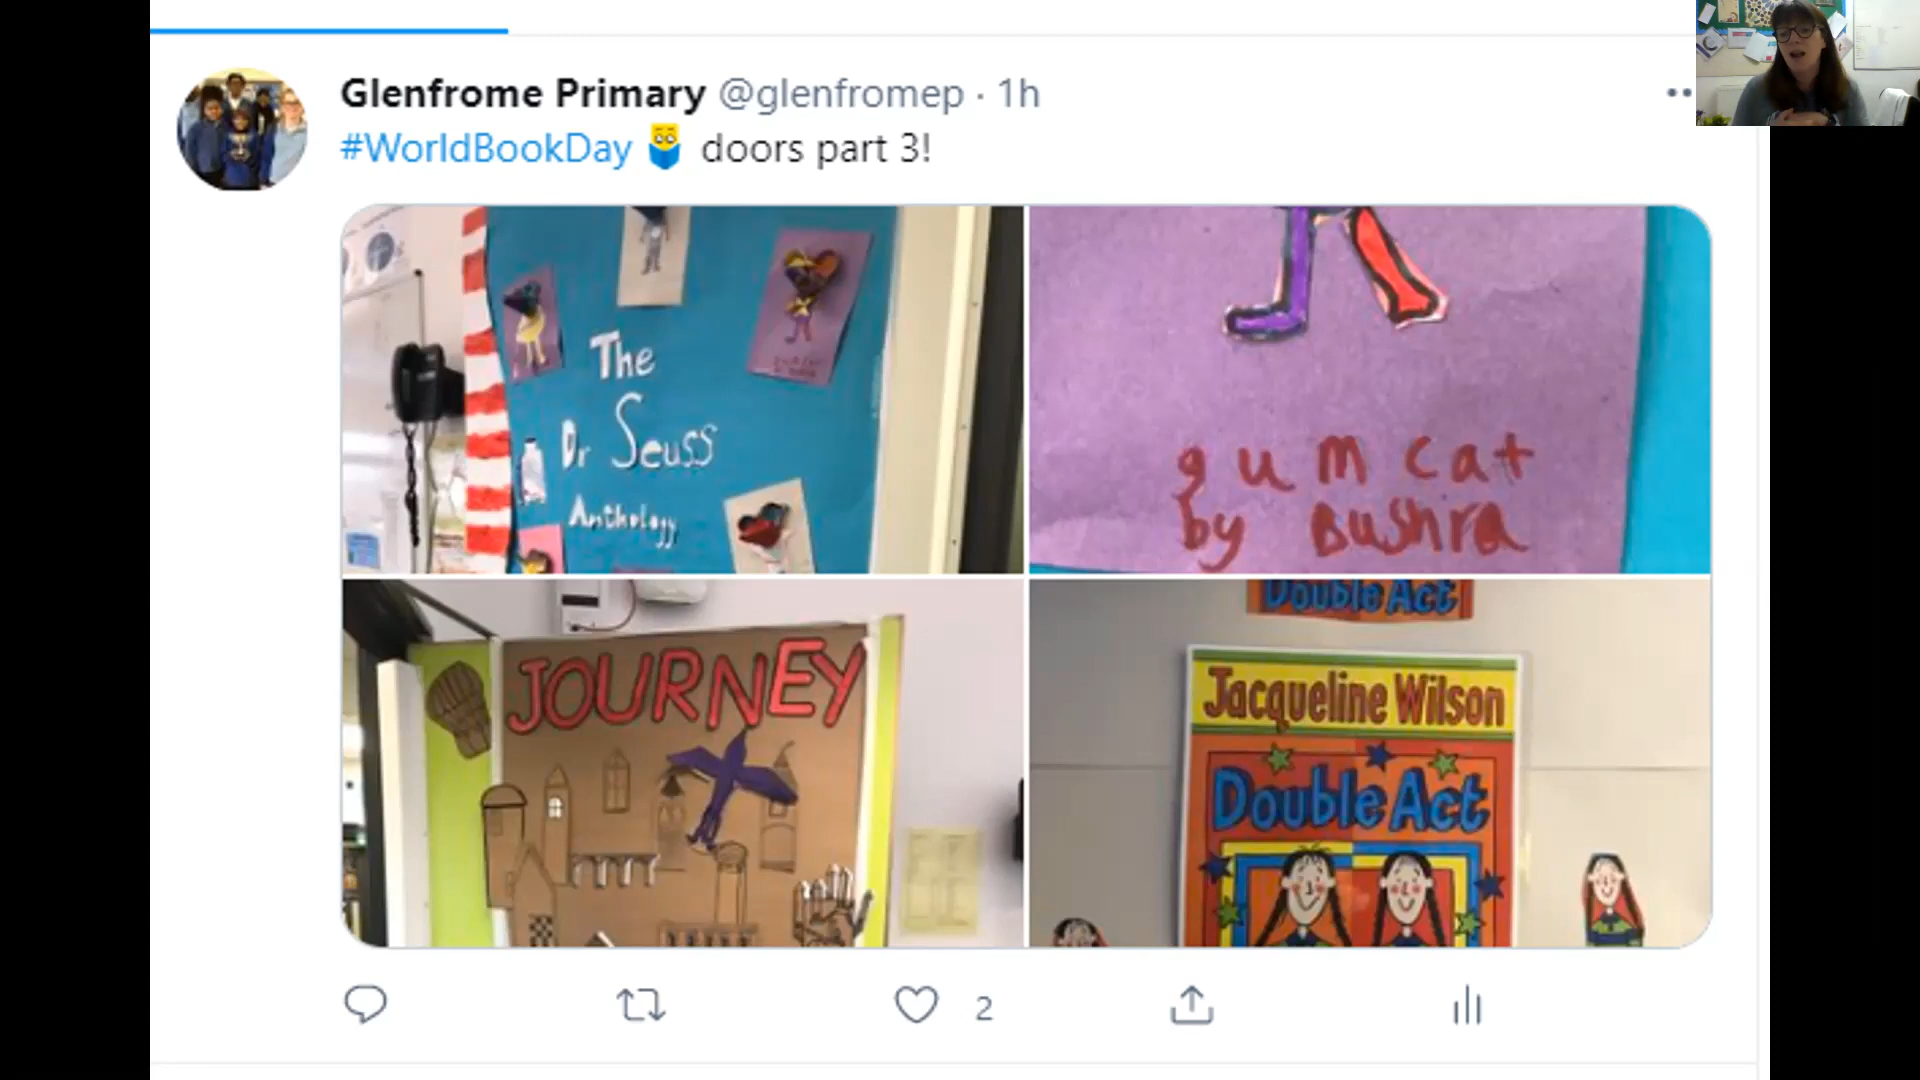 Glenfrome Primary @glenfromep · 1h
#WorldBookDay doors part 3!
The
Dr Seuss
Anthology
gum cat
by Bushra
JOURNEY
Double Act
Jacqueline Wilson
Double Act
2